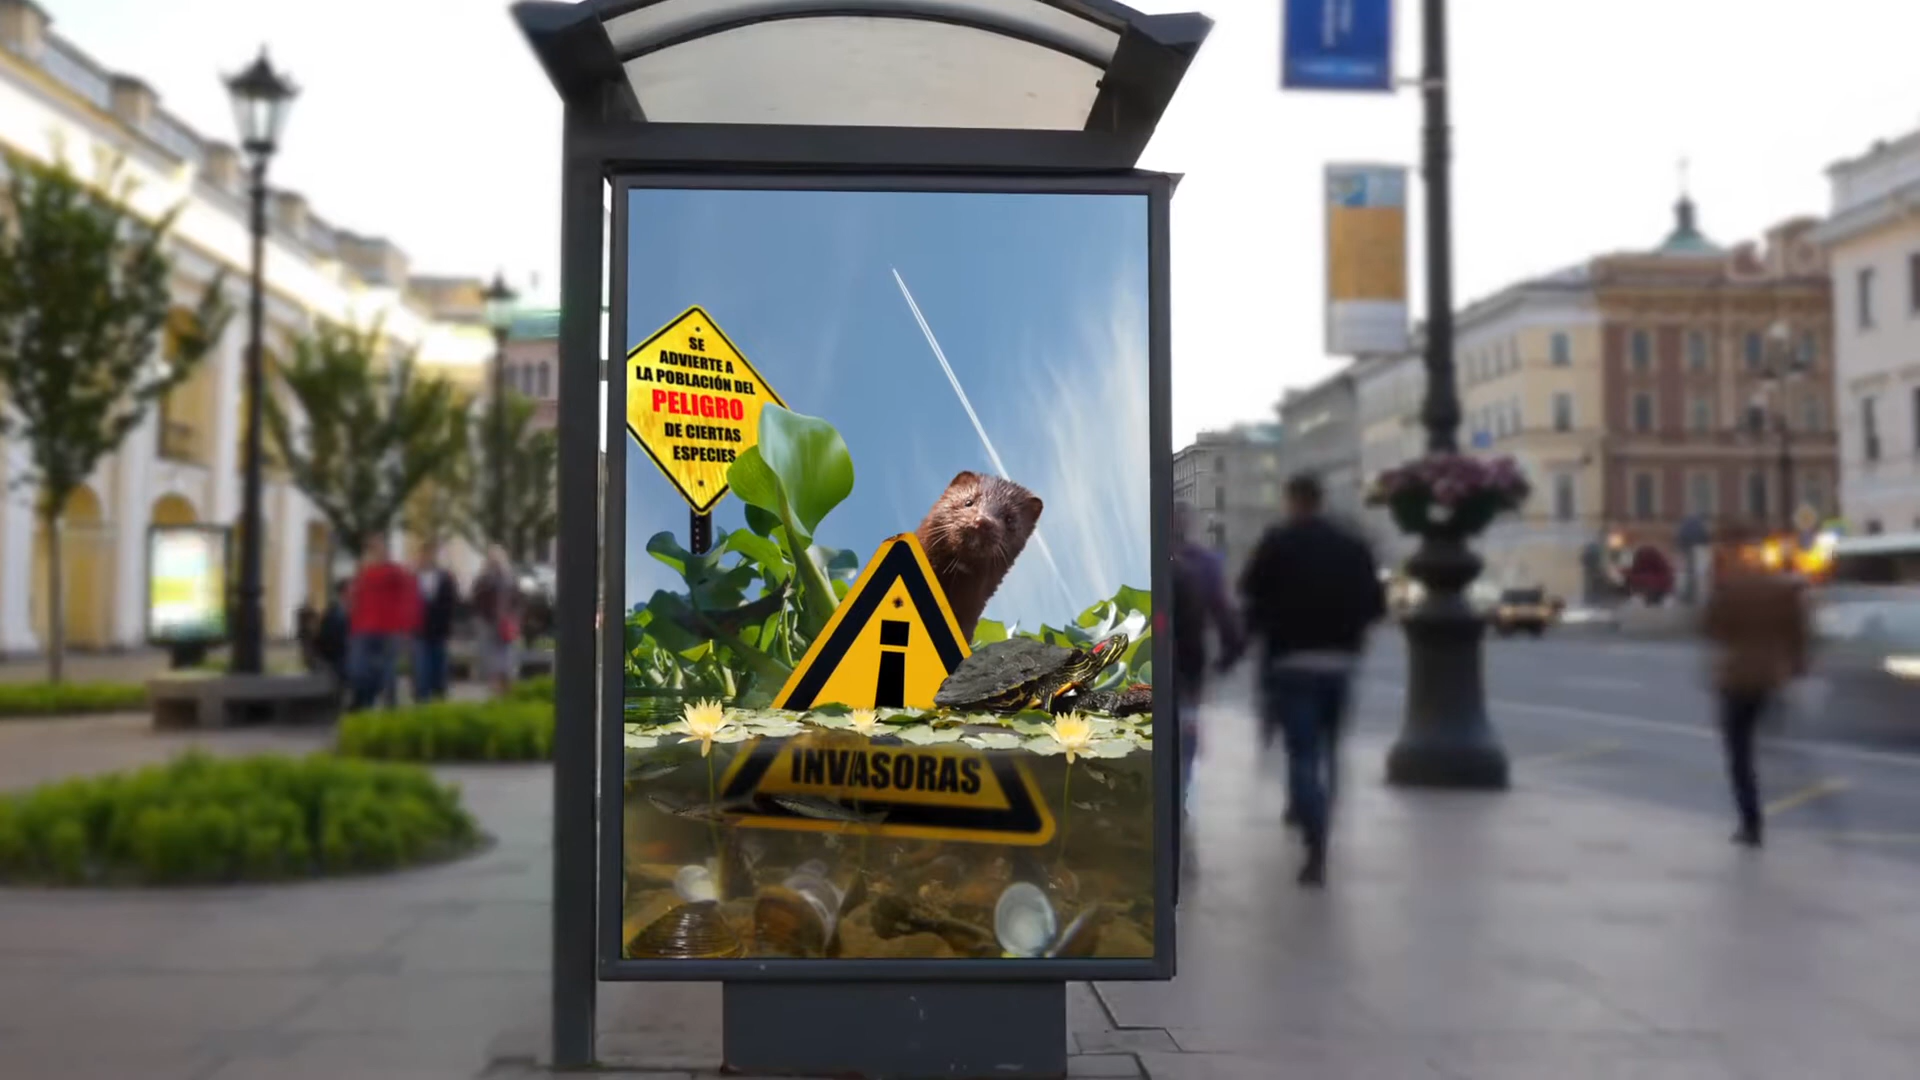 SE
ADVIERTE A
LA POBLACIÓN DEL
PELIGRO
DE CIERTAS
ESPECIES
INVASORAS